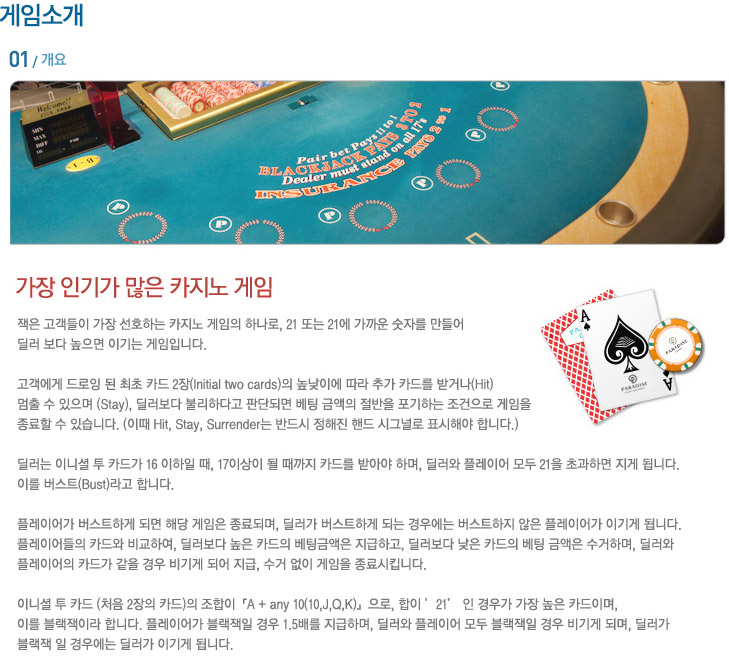 게임소개
01 / 개요
Welcome!!
MIN
MAX
DIFF
B-1
Pair bet Pays 11 to 1
BLACKJACK PAYS 3 TO 2
Dealer must stand on all 17's
INSURANCE PAYS 2 to 1
P
P
P
P
P
P
가장 인기가 많은 카지노 게임
잭은 고객들이 가장 선호하는 카지노 게임의 하나로, 21 또는 21에 가까운 숫자를 만들어
딜러 보다 높으면 이기는 게임입니다.
A
A
PARADISE
PARADISE
고객에게 드로잉 된 최초 카드 2장(Initial two cards)의 높낮이에 따라 추가 카드를 받거나(Hit)
멈출 수 있으며 (Stay), 딜러보다 불리하다고 판단되면 베팅 금액의 절반을 포기하는 조건으로 게임을
종료할 수 있습니다. (이때 Hit, Stay, Surrender는 반드시 정해진 핸드 시그널로 표시해야 합니다.)
딜러는 이니셜 투 카드가 16 이하일 때, 17이상이 될 때까지 카드를 받아야 하며, 딜러와 플레이어 모두 21을 초과하면 지게 됩니다.
이를 버스트(Bust)라고 합니다.
플레이어가 버스트하게 되면 해당 게임은 종료되며, 딜러가 버스트하게 되는 경우에는 버스트하지 않은 플레이어가 이기게 됩니다.
플레이어들의 카드와 비교하여, 딜러보다 높은 카드의 베팅금액은 지급하고, 딜러보다 낮은 카드의 베팅 금액은 수거하며, 딜러와
플레이어의 카드가 같을 경우 비기게 되어 지급, 수거 없이 게임을 종료시킵니다.
이니셜 투 카드 (처음 2장의 카드)의 조합이『A + any 10(10,J,Q,K)』으로, 합이 ’21’ 인 경우가 가장 높은 카드이며,
이를 블랙잭이라 합니다. 플레이어가 블랙잭일 경우 1.5배를 지급하며, 딜러와 플레이어 모두 블랙잭일 경우 비기게 되며, 딜러가
블랙잭 일 경우에는 딜러가 이기게 됩니다.